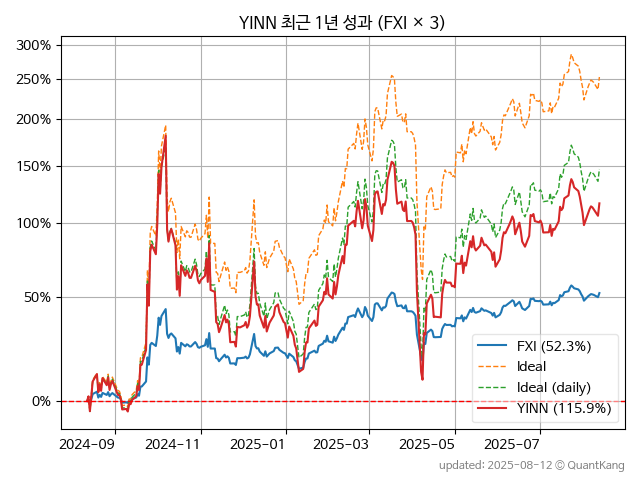 YINN 최근 1년 성과 (FXI × 3)
300%
250%
200%
150%
100%
50%
0%
FXI (52.3%)
Ideal
Ideal (daily)
YINN (115.9%)
2024−09
2024−11
2025−01
2025−03
2025−05
2025−07
updated: 2025-08-12 ⓒ QuantKang